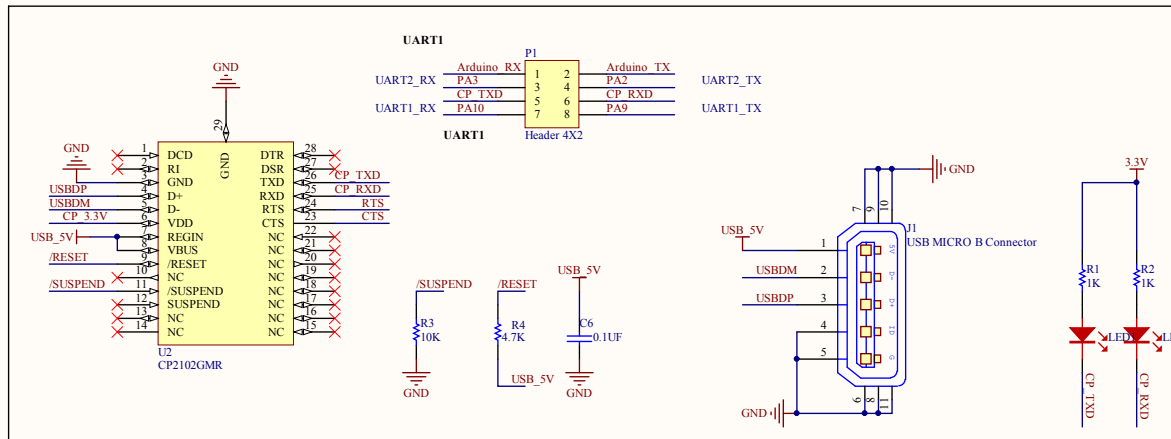 UART1
P1
Arduino_RX 1 2 Arduino_TX
UART2_RX PA3 3 4 PA2 UART2_TX
CP_TXD 5 6 CP_RXD
UART1_RX PA10 7 8 PA9 UART1_TX
UART1 Header 4X2
GND
29
GND
GND
1 DCD DTR 28
2 RI DSR 27
3 GND TXD 26 CP_TXD
USBDP 4 D+ RXD 25 CP_RXD
USBDM 5 D- RTS 24 RTS
CP_3.3V 6 VDD CTS 23 CTS
USB_5V 7 REGIN NC 22
8 VBUS NC 21
/RESET 9 /RESET NC 20
10 NC NC 19
/SUSPEND 11 /SUSPEND NC 18
12 SUSPEND NC 17
13 NC NC 16
14 NC NC 15
U2
CP2102GMR
/SUSPEND
R3
10K
GND
/RESET
R4
4.7K
USB_5V
USB_5V
C6
0.1UF
GND
GND
7 9 10
J1
USB MICRO B Connector
USB_5V 1 5V
USBDM 2 D-
USBDP 3 D+
4 ID
5 G
6 8 11
GND
3.3V
R1 R2
1K 1K
LED
CP_TXD CP_RXD